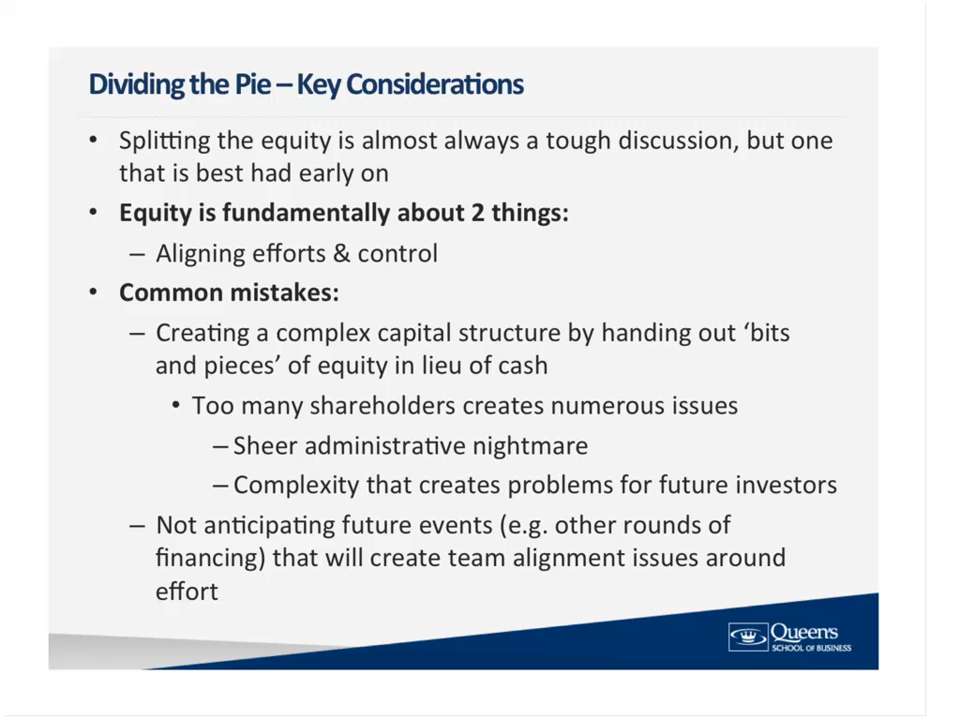 Dividing the Pie – Key Considerations
• Splitting the equity is almost always a tough discussion, but one
that is best had early on
• Equity is fundamentally about 2 things:
– Aligning efforts & control
• Common mistakes:
– Creating a complex capital structure by handing out ‘bits
and pieces’ of equity in lieu of cash
• Too many shareholders creates numerous issues
– Sheer administrative nightmare
– Complexity that creates problems for future investors
– Not anticipating future events (e.g. other rounds of
financing) that will create team alignment issues around
effort
Queen's
SCHOOL OF BUSINESS